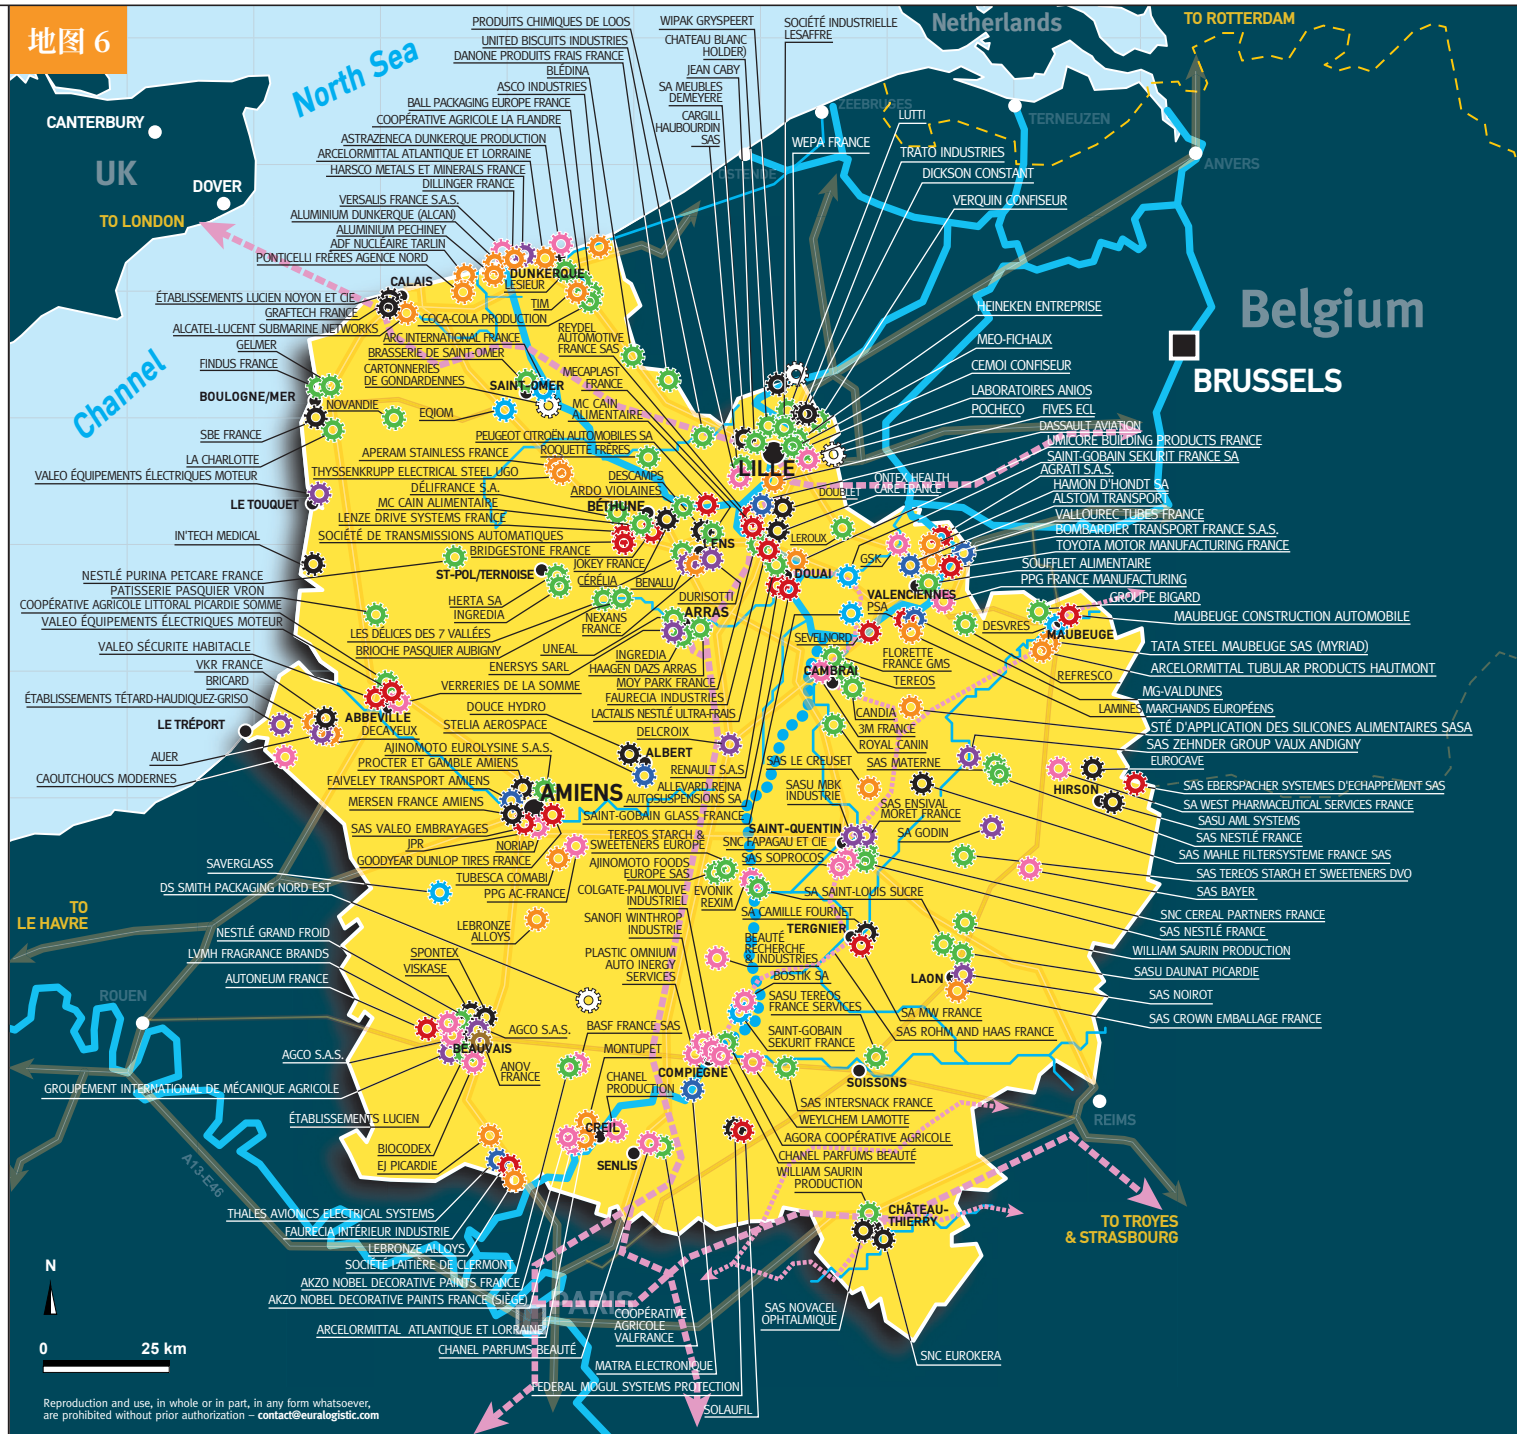 地图 6
North Sea
Channel
UK
CANTERBURY
DOVER
TO LONDON
Netherlands
TO ROTTERDAM
ZEEBRUGES
TERNEUZEN
ANVERS
OSTENDE
Belgium
BRUSSELS
PRODUITS CHIMIQUES DE LOOS
UNITED BISCUITS INDUSTRIES
DANONE PRODUITS FRAIS FRANCE
BLÉDINA
ASCO INDUSTRIES
BALL PACKAGING EUROPE FRANCE
COOPÉRATIVE AGRICOLE LA FLANDRE
ASTRAZENECA DUNKERQUE PRODUCTION
ARCELORMITTAL ATLANTIQUE ET LORRAINE
HARSCO METALS ET MINERALS FRANCE
DILLINGER FRANCE
VERSALIS FRANCE S.A.S.
ALUMINIUM DUNKERQUE (ALCAN)
ALUMINIUM PECHINEY
ADF NUCLÉAIRE TARLIN
PONTICELLI FRÈRES AGENCE NORD
WIPAK GRYSPEERT
CHATEAU BLANC
HOLDER)
JEAN CABY
SA MEUBLES
DEMEYERE
CARGILL
HAUBOURDIN
SAS
SOCIÉTÉ INDUSTRIELLE
LESAFFRE
WEPA FRANCE
LUTTI
TRATO INDUSTRIES
DICKSON CONSTANT
VERQUIN CONFISEUR
HEINEKEN ENTREPRISE
MEO-FICHAUX
CEMOI CONFISEUR
LABORATOIRES ANIOS
POCHECO
FIVES ECL
DASSAULT AVIATION
UMICORE BUILDING PRODUCTS FRANCE
SAINT-GOBAIN SEKURIT FRANCE SA
AGRATI S.A.S.
HAMON D'HONDT SA
ALSTOM TRANSPORT
VALLOUREC TUBES FRANCE
BOMBARDIER TRANSPORT FRANCE S.A.S.
TOYOTA MOTOR MANUFACTURING FRANCE
SOUFFLET ALIMENTAIRE
PPG FRANCE MANUFACTURING
GROUPE BIGARD
MAUBEUGE CONSTRUCTION AUTOMOBILE
TATA STEEL MAUBEUGE SAS (MYRIAD)
ARCELORMITTAL TUBULAR PRODUCTS HAUTMONT
MG-VALDUNES
LAMINES MARCHANDS EUROPÉENS
STÉ D'APPLICATION DES SILICONES ALIMENTAIRES SASA
SAS ZEHNDER GROUP VAUX ANDIGNY
EUROCAVE
SAS EBERSPACHER SYSTEMES D'ECHAPPEMENT SAS
SA WEST PHARMACEUTICAL SERVICES FRANCE
SASU AML SYSTEMS
SAS NESTLÉ FRANCE
SAS MAHLE FILTERSYSTEME FRANCE SAS
SAS TEREOS STARCH ET SWEETENERS DVO
SAS BAYER
SNC CEREAL PARTNERS FRANCE
SAS NESTLÉ FRANCE
WILLIAM SAURIN PRODUCTION
SASU DAUNAT PICARDIE
SAS NOIROT
SAS CROWN EMBALLAGE FRANCE
CALAIS
DUNKERQUE
LESIEUR
TIM
COCA-COLA PRODUCTION
ÉTABLISSEMENTS LUCIEN NOYON ET CIE
GRAFTECH FRANCE
ALCATEL-LUCENT SUBMARINE NETWORKS
GELMER
FINDUS FRANCE
BOULOGNE/MER
SBE FRANCE
LA CHARLOTTE
VALEO ÉQUIPEMENTS ÉLECTRIQUES MOTEUR
LE TOUQUET
IN'TECH MEDICAL
NESTLÉ PURINA PETCARE FRANCE
PATISSERIE PASQUIER VRON
COOPÉRATIVE AGRICOLE LITTORAL PICARDIE SOMME
VALEO ÉQUIPEMENTS ÉLECTRIQUES MOTEUR
VALEO SÉCURITE HABITACLE
VKR FRANCE
BRICARD
ÉTABLISSEMENTS TÉTARD-HAUDIQUEZ-GRISO
LE TRÉPORT
AUER
CAOUTCHOUCS MODERNES
ARC INTERNATIONAL FRANCE
BRASSERIE DE SAINT-OMER
CARTONNERIES
DE GONDARDENNES
SAINT-OMER
NOVANDIE
EQIOM
REYDEL
AUTOMOTIVE
FRANCE SAS
MECAPLAST
FRANCE
MC CAIN
ALIMENTAIRE
PEUGEOT CITROËN AUTOMOBILES SA
ROQUETTE FRÈRES
APERAM STAINLESS FRANCE
THYSSENKRUPP ELECTRICAL STEEL UGO
DÉLIFRANCE S.A.
MC CAIN ALIMENTAIRE
LENZE DRIVE SYSTEMS FRANCE
SOCIÉTÉ DE TRANSMISSIONS AUTOMATIQUES
BRIDGESTONE FRANCE
DESCAMPS
ARDO VIOLAINES
BÉTHUNE
LILLE
DOUBLET
ONTEX HEALTH
CARE FRANCE
LENS
LEROUX
GSK
JOKEY FRANCE
CÉRÉLIA
BENALU
DOUAI
DURISOTTI
ST-POL/TERNOISE
HERTA SA
INGREDIA
ARRAS
NEXANS
FRANCE
LES DÉLICES DES 7 VALLÉES
BRIOCHE PASQUIER AUBIGNY
UNEAL
ENERSYS SARL
INGREDIA
HAAGEN DAZS ARRAS
MOY PARK FRANCE
FAURECIA INDUSTRIES
LACTALIS NESTLÉ ULTRA-FRAIS
VALENCIENNES
PSA
SEVELNORD
DESVRES
MAUBEUGE
FLORETTE
FRANCE GMS
CAMBRAI
TEREOS
REFRESCO
CANDIA
3M FRANCE
ROYAL CANIN
SAS MATERNE
VERRERIES DE LA SOMME
DOUCE HYDRO
STELIA AEROSPACE
ABBEVILLE
DECAYEUX
DELCROIX
ALBERT
RENAULT S.A.S
ALLEVARD REJNA
AUTOSUSPENSIONS SA
SAINT-GOBAIN GLASS FRANCE
AJINOMOTO EUROLYSINE S.A.S.
PROCTER ET GAMBLE AMIENS
FAIVELEY TRANSPORT AMIENS
MERSEN FRANCE AMIENS
AMIENS
SAS VALEO EMBRAYAGES
JPR
NORIAP
GOODYEAR DUNLOP TIRES FRANCE
TUBESCA COMABI
PPG AC-FRANCE
TEREOS STARCH &
SWEETENERS EUROPE
AJINOMOTO FOODS
EUROPE SAS
COLGATE-PALMOLIVE
INDUSTRIEL
EVONIK
REXIM
SANOFI WINTHROP
INDUSTRIE
SAS LE CREUSET
SASU MBK
INDUSTRIE
SAS ENSIVAL
MORET FRANCE
SA GODIN
HIRSON
SAINT-QUENTIN
SNC FAPAGAU ET CIE
SAS SOPROCOS
SA SAINT-LOUIS SUCRE
SA CAMILLE FOURNET
TERGNIER
BEAUTÉ
RECHERCHE
& INDUSTRIES
BOSTIK SA
SASU TEREOS
FRANCE SERVICES
SAINT-GOBAIN
SEKURIT FRANCE
LAON
SA MW FRANCE
SAS ROHM AND HAAS FRANCE
SAVERGLASS
DS SMITH PACKAGING NORD EST
TO
LE HAVRE
NESTLÉ GRAND FROID
LVMH FRAGRANCE BRANDS
AUTONEUM FRANCE
ROUEN
LEBRONZE
ALLOYS
SPONTEX
VISKASE
PLASTIC OMNIUM
AUTO INERGY
SERVICES
AGCO S.A.S.
BASF FRANCE SAS
BEAUVAIS
ANOV
FRANCE
MONTUPET
CHANEL
PRODUCTION
COMPIÈGNE
SOISSONS
AGCO S.A.S.
GROUPEMENT INTERNATIONAL DE MÉCANIQUE AGRICOLE
ÉTABLISSEMENTS LUCIEN
BIOCODEX
EJ PICARDIE
CREIL
SENLIS
SAS INTERSNACK FRANCE
WEYLCHEM LAMOTTE
AGORA COOPÉRATIVE AGRICOLE
CHANEL PARFUMS BEAUTÉ
WILLIAM SAURIN
PRODUCTION
REIMS
CHÂTEAU-
THIERRY
TO TROYES
& STRASBOURG
A13-E46
THALES AVIONICS ELECTRICAL SYSTEMS
FAURECIA INTÉRIEUR INDUSTRIE
LEBRONZE ALLOYS
SOCIÉTÉ LAITIÈRE DE CLERMONT
AKZO NOBEL DECORATIVE PAINTS FRANCE
AKZO NOBEL DECORATIVE PAINTS FRANCE (SIÈGE)
ARCELORMITTAL ATLANTIQUE ET LORRAINE
CHANEL PARFUMS BEAUTÉ
PARIS
COOPÉRATIVE
AGRICOLE
VALFRANCE
MATRA ELECTRONIQUE
FEDERAL MOGUL SYSTEMS PROTECTION
SOLAUFIL
SAS NOVACEL
OPHTALMIQUE
SNC EUROKERA
N
0 25 km
Reproduction and use, in whole or in part, in any form whatsoever,
are prohibited without prior authorization – contact@euralogistic.com